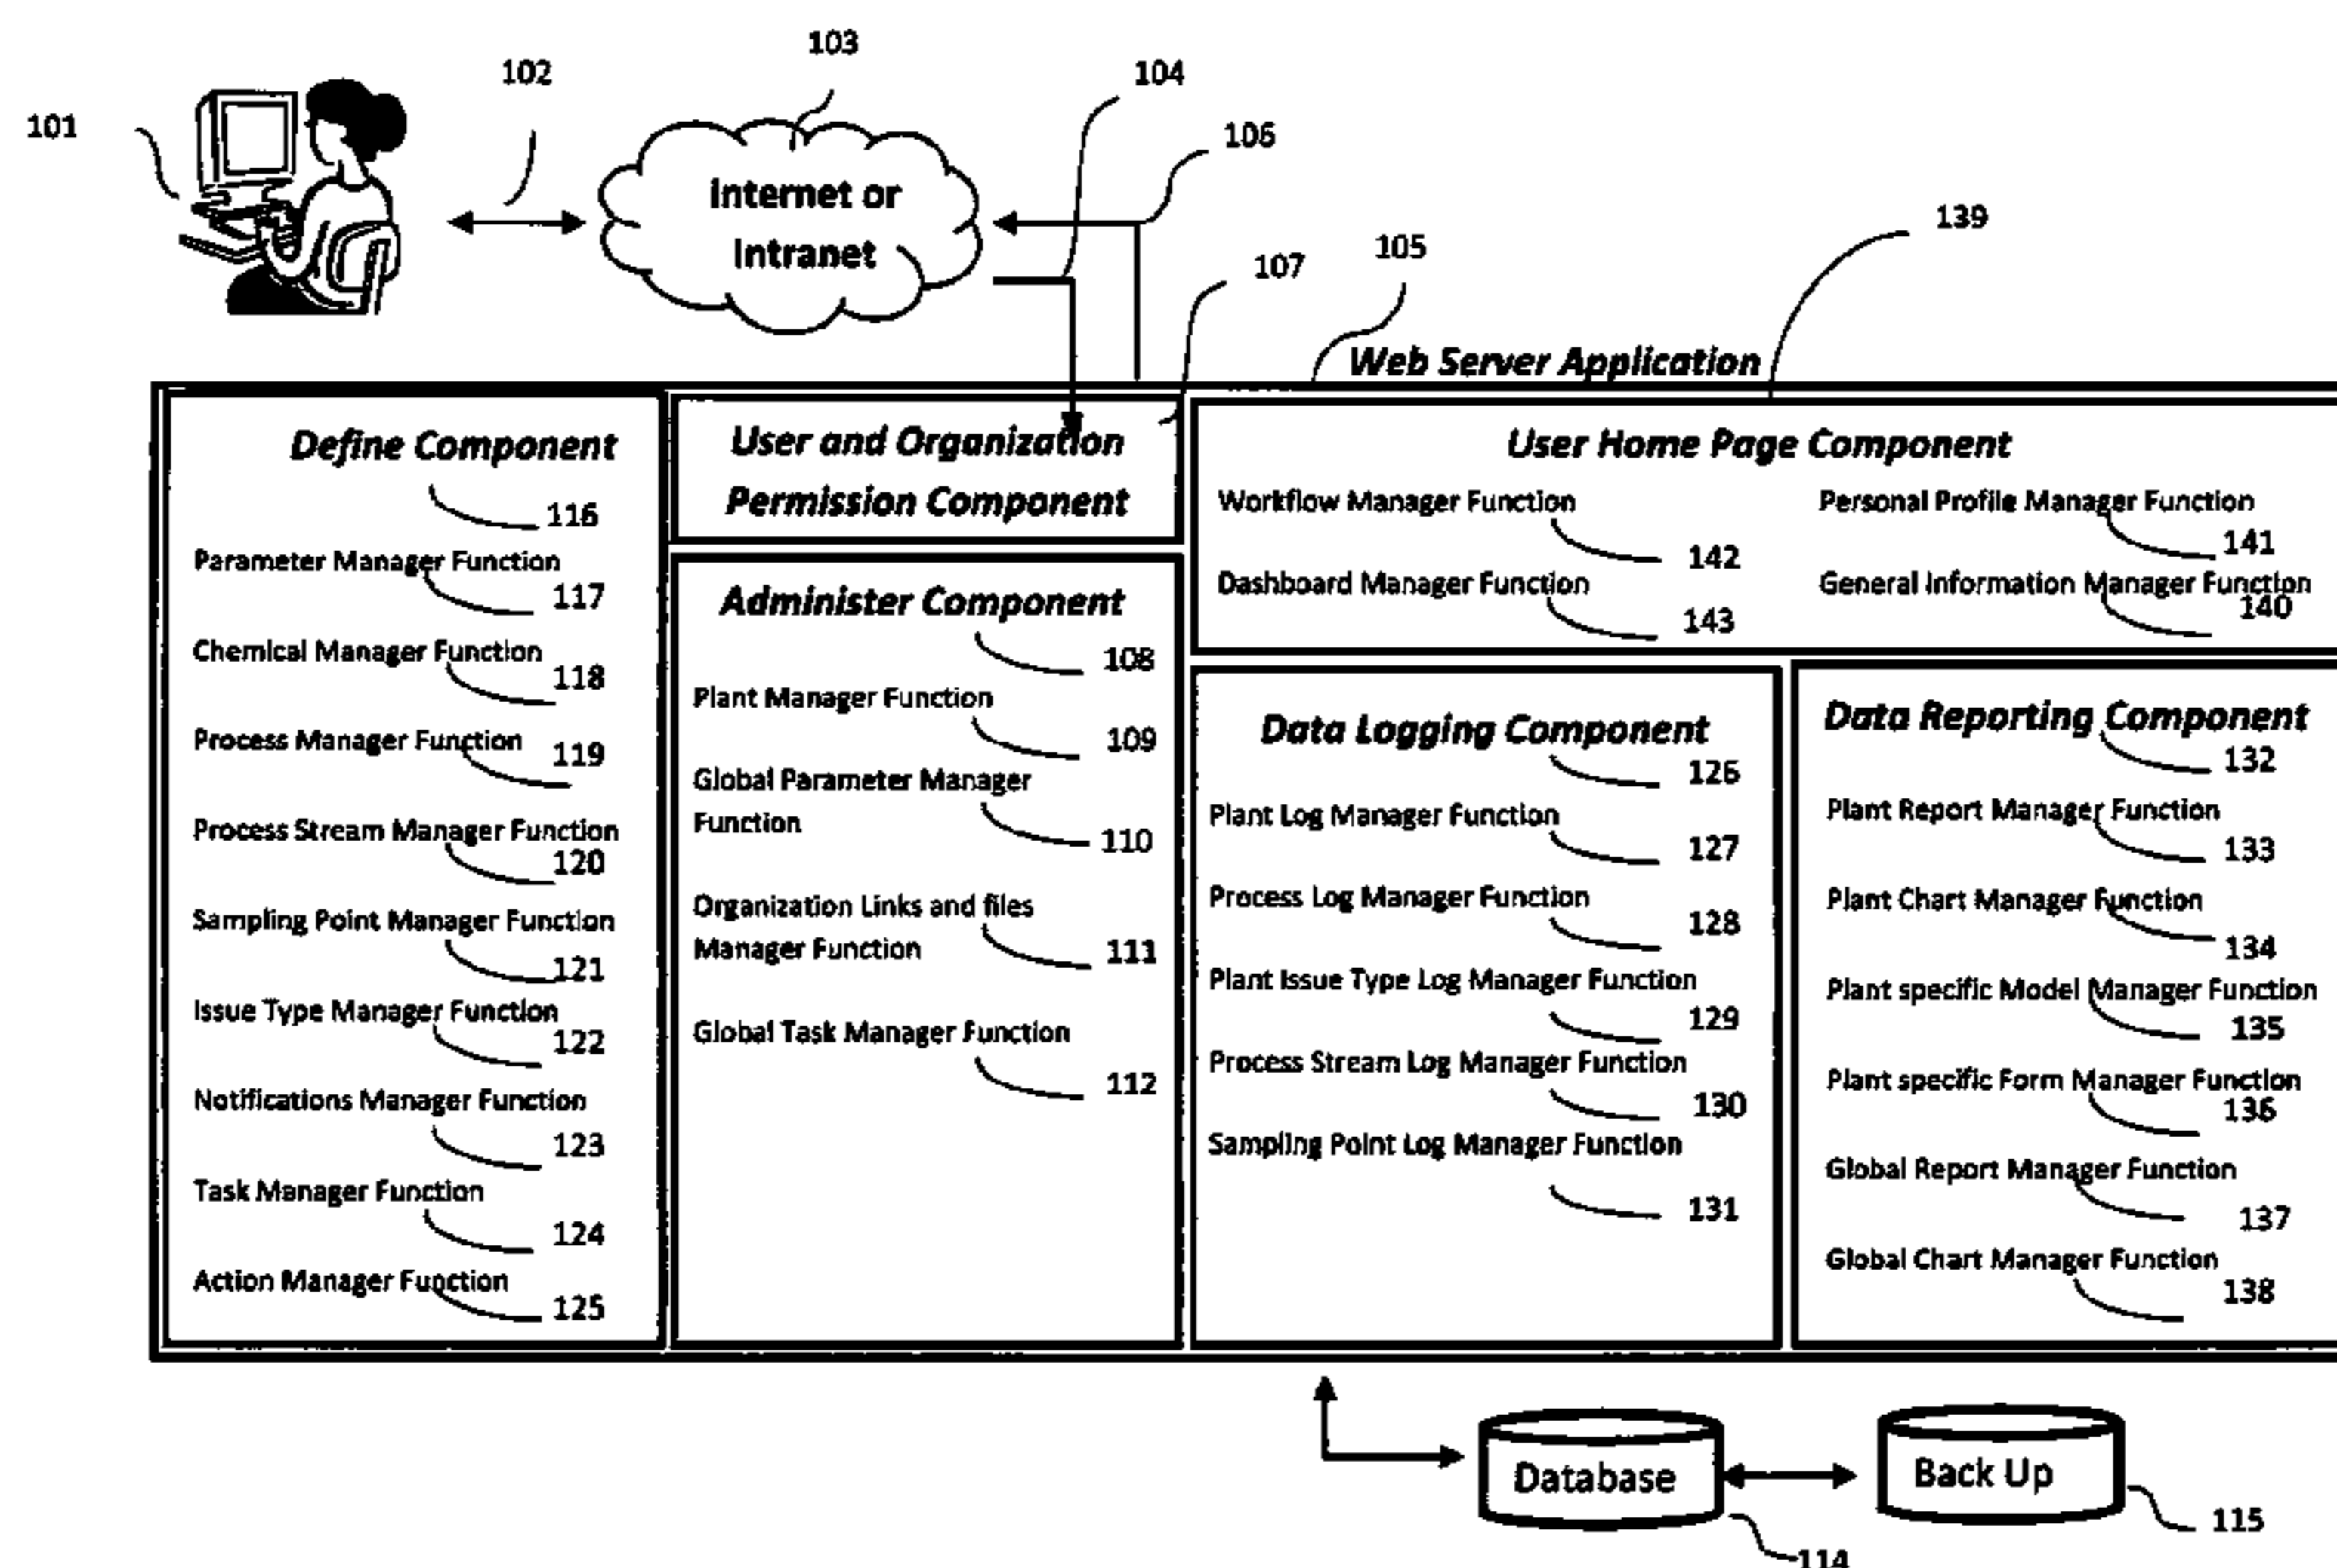 103
102
104
101
106
Internet or
Intranet
139
107
105
Web Server Application
Define Component
116
Parameter Manager Function
117
Chemical Manager Function
118
Process Manager Function
119
Process Stream Manager Function
120
Sampling Point Manager Function
121
Issue Type Manager Function
122
Notifications Manager Function
123
Task Manager Function
124
Action Manager Function
125
User and Organization
Permission Component
Administer Component
108
Plant Manager Function
109
Global Parameter Manager
Function
110
Organization Links and files
Manager Function
111
Global Task Manager Function
112
User Home Page Component
Workflow Manager Function
142
Dashboard Manager Function
143
Personal Profile Manager Function
141
General Information Manager Function
140
Data Logging Component
126
Plant Log Manager Function
127
Process Log Manager Function
128
Plant Issue Type Log Manager Function
129
Process Stream Log Manager Function
130
Sampling Point Log Manager Function
131
Data Reporting Component
132
Plant Report Manager Function
133
Plant Chart Manager Function
134
Plant specific Model Manager Function
135
Plant specific Form Manager Function
136
Global Report Manager Function
137
Global Chart Manager Function
138
Database
Back Up
115
114